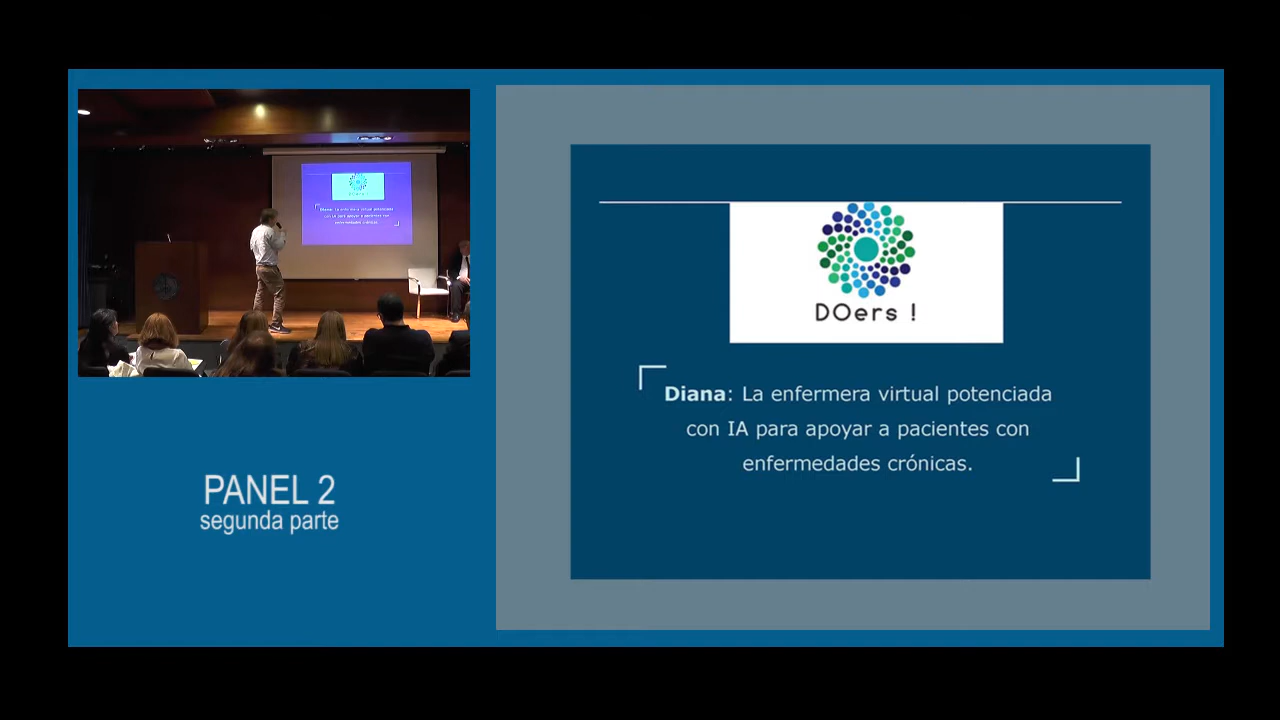 DOers !
Diana: La enfermera virtual potenciada
con IA para apoyar a pacientes con
enfermedades crónicas.
PANEL 2
segunda parte